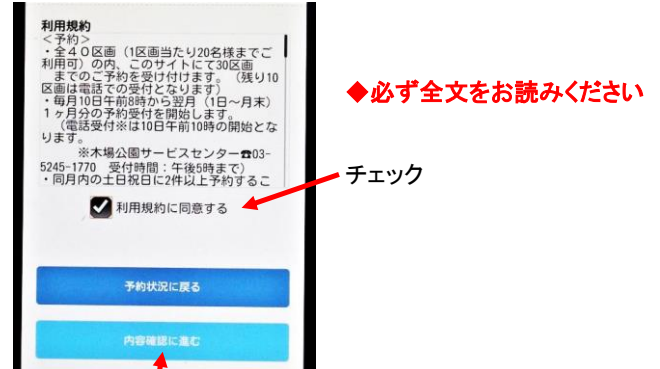 利用規約
<予約>
・全40区画（1区画当たり20名様までご
利用可）の内、このサイトにて30区画
までのご予約を受け付けます。（残り10
区画は電話での受付となります）
・毎月10日午前8時から翌月（1日～月末）
1ヶ月分の予約受付を開始します。
（電話受付※は10日午前10時の開始とな
ります。
※木場公園サービスセンター☎03-
5245-1770 受付時間：午後5時まで）
・同月内の土日祝日に2件以上予約するこ
利用規約に同意する
予約状況に戻る
内容確認に進む
◆必ず全文をお読みください
チェック